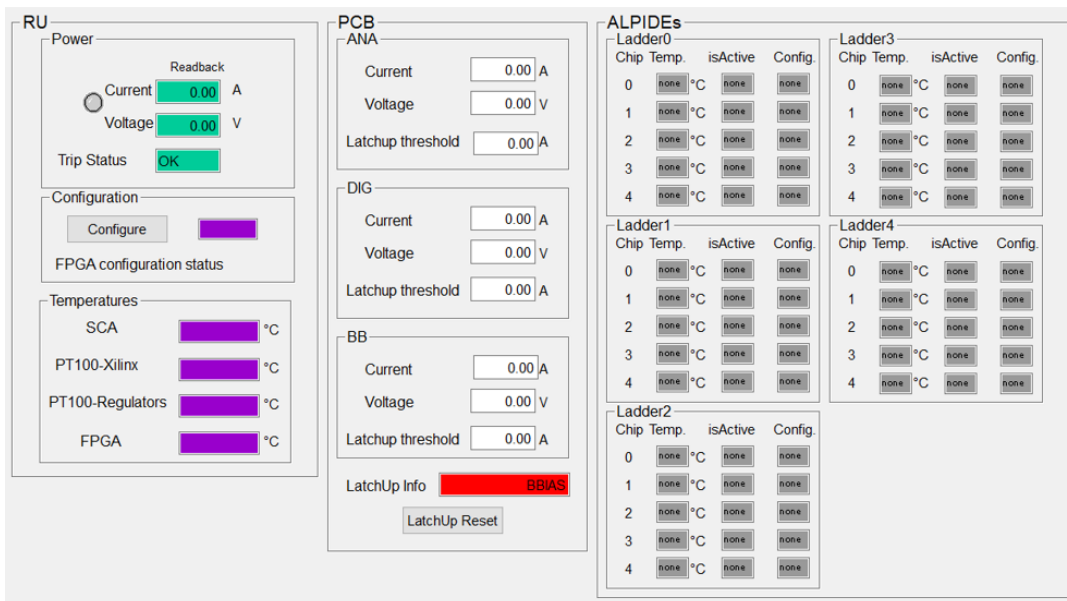 RU
Power
Readback
Current 0.00 A
Voltage 0.00 V
Trip Status OK
Configuration
Configure
FPGA configuration status
Temperatures
SCA °C
PT100-Xilinx °C
PT100-Regulators °C
FPGA °C
PCB
ANA
Current 0.00 A
Voltage 0.00 V
Latchup threshold 0.00 A
DIG
Current 0.00 A
Voltage 0.00 V
Latchup threshold 0.00 A
BB
Current 0.00 A
Voltage 0.00 V
Latchup threshold 0.00 A
LatchUp Info BBIAS
LatchUp Reset
ALPIDEs
Ladder0
Chip Temp. isActive Config.
0 none °C none none
1 none °C none none
2 none °C none none
3 none °C none none
4 none °C none none
Ladder1
Chip Temp. isActive Config.
0 none °C none none
1 none °C none none
2 none °C none none
3 none °C none none
4 none °C none none
Ladder2
Chip Temp. isActive Config.
0 none °C none none
1 none °C none none
2 none °C none none
3 none °C none none
4 none °C none none
Ladder3
Chip Temp. isActive Config.
0 none °C none none
1 none °C none none
2 none °C none none
3 none °C none none
4 none °C none none
Ladder4
Chip Temp. isActive Config.
0 none °C none none
1 none °C none none
2 none °C none none
3 none °C none none
4 none °C none none